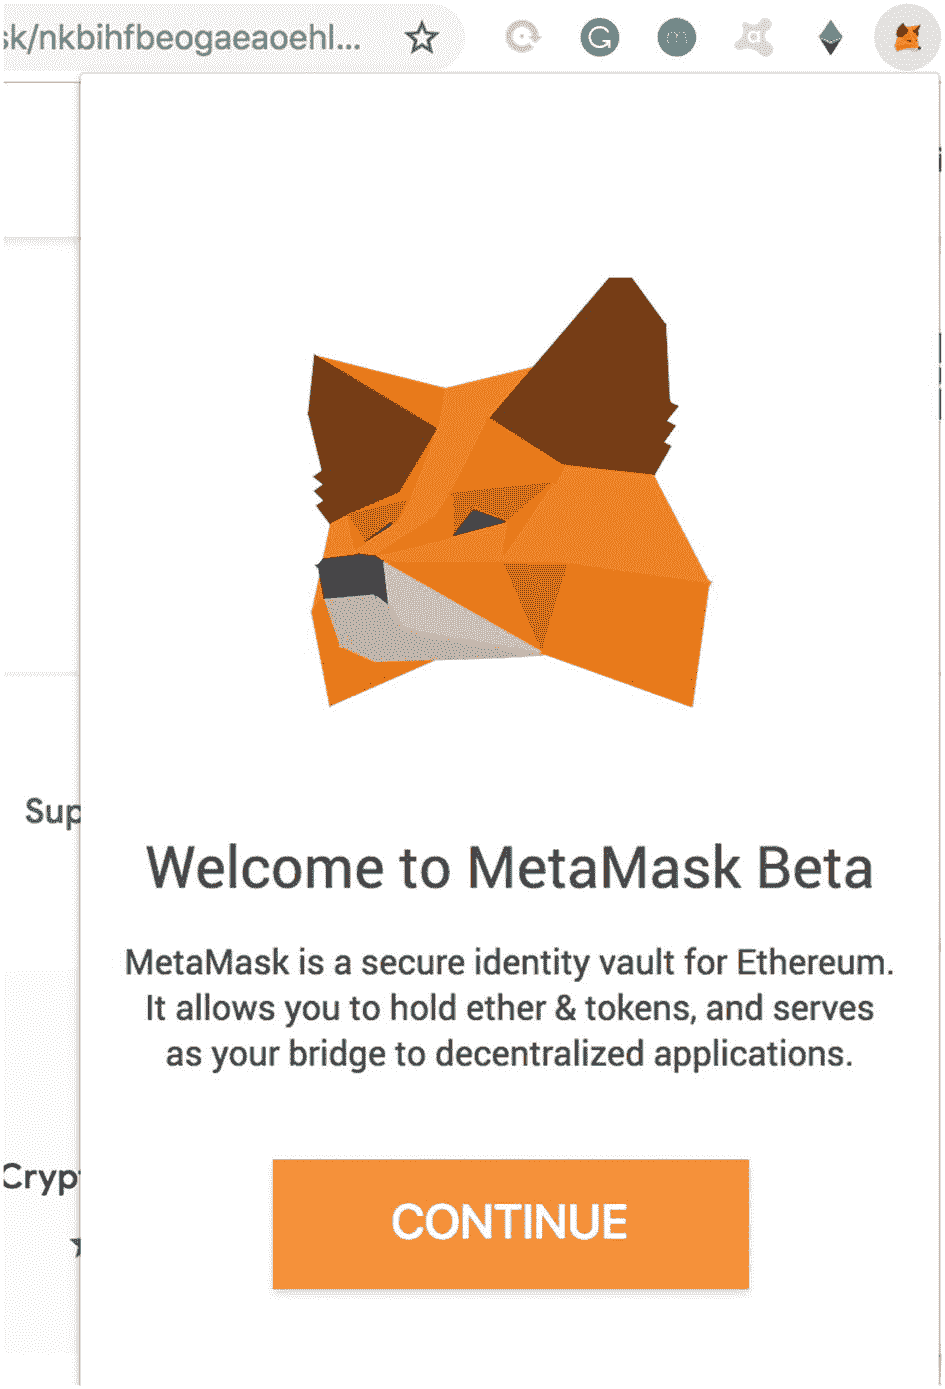 sk/nkbihfbeogaeaoehl...
Welcome to MetaMask Beta
MetaMask is a secure identity vault for Ethereum.
It allows you to hold ether & tokens, and serves
as your bridge to decentralized applications.
Sup
Cryp
CONTINUE